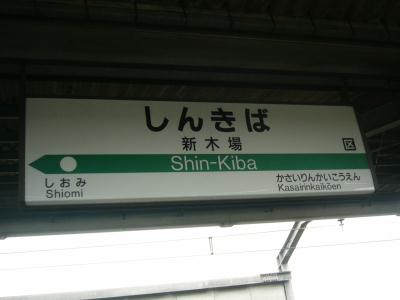 しんきば
新木場
区
Shin-Kiba
しおみ
Shiomi
かさいりんかいこうえん
Kasairinkaikōen